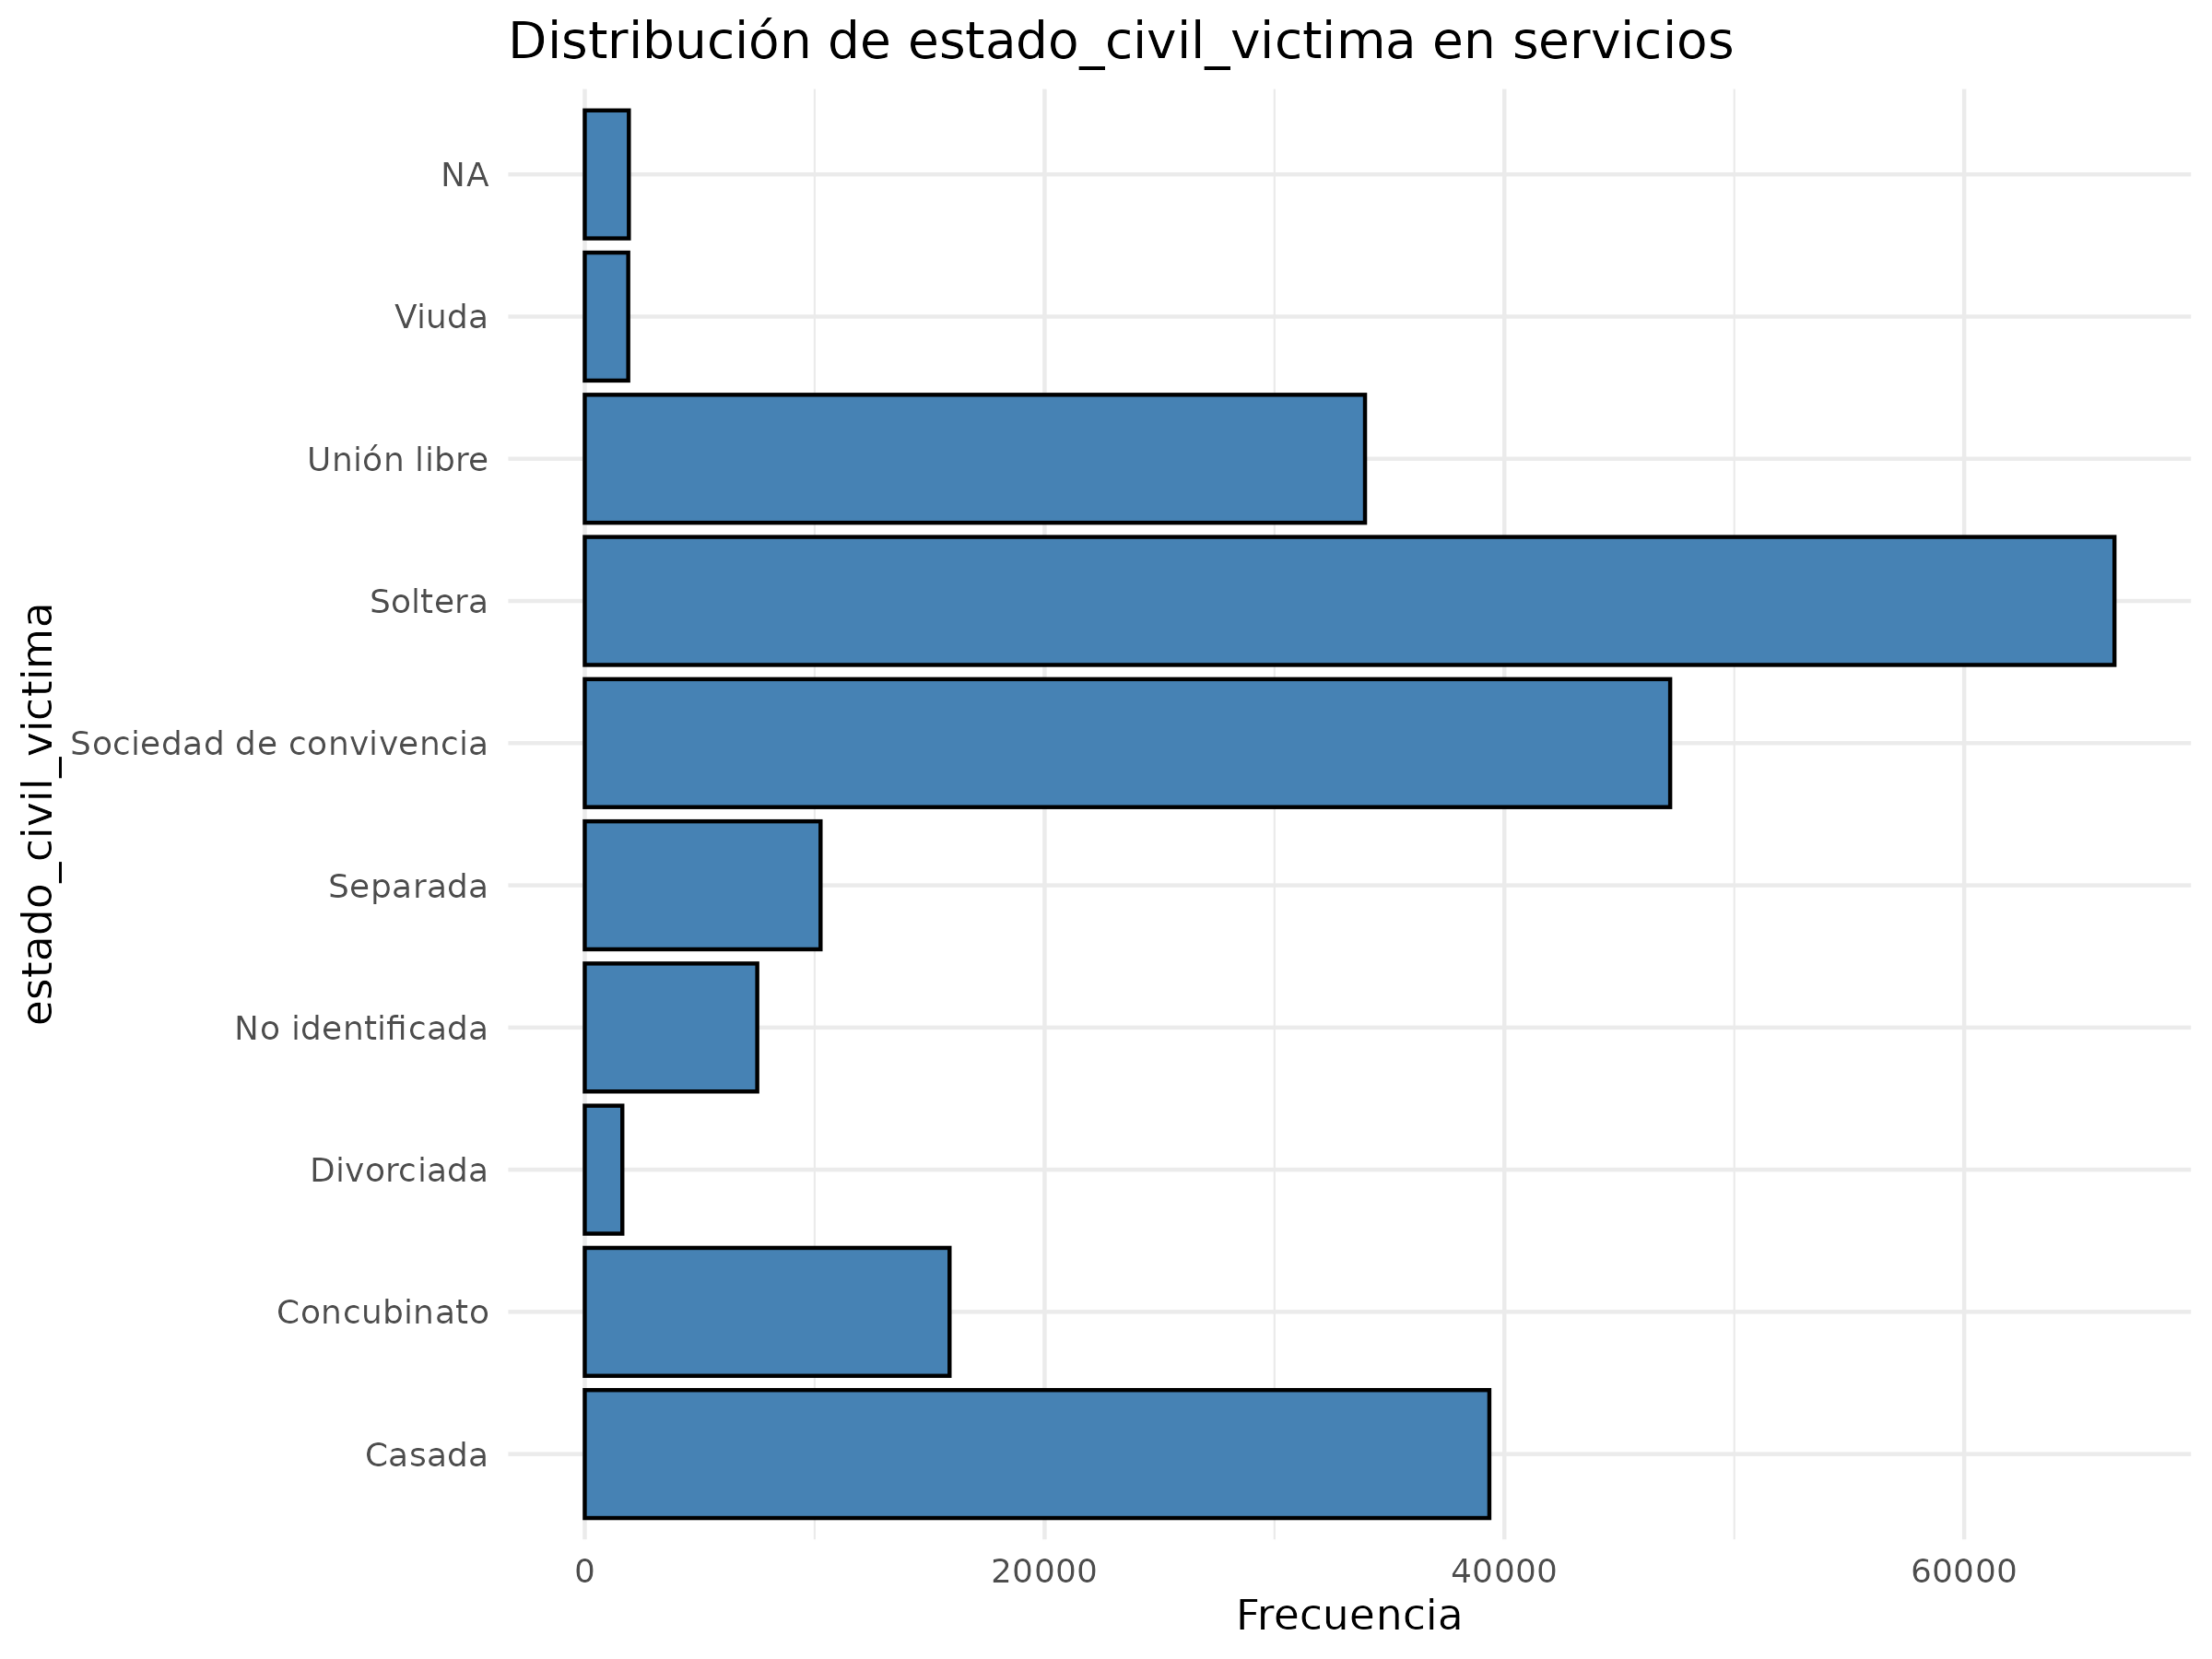 Distribución de estado_civil_victima en servicios
estado_civil_victima
NA
Viuda
Unión libre
Soltera
Sociedad de convivencia
Separada
No identificada
Divorciada
Concubinato
Casada
0 20000 40000 60000
Frecuencia